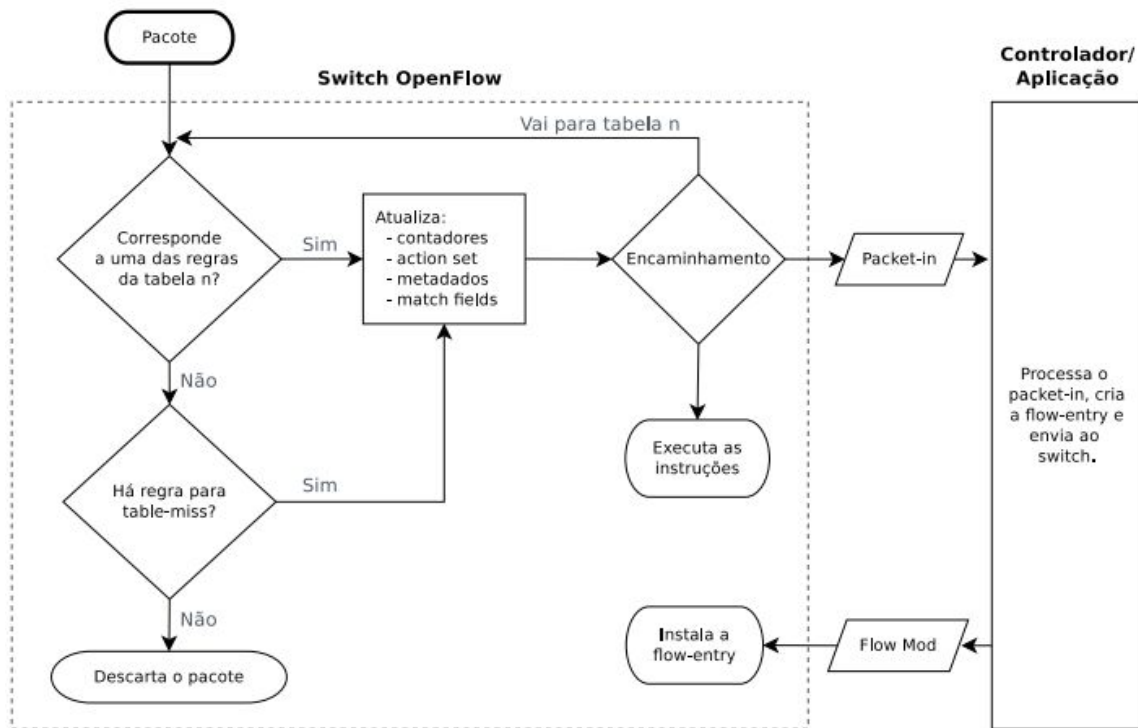 Pacote
Switch OpenFlow
Controlador/
Aplicação
Vai para tabela n
Corresponde
a uma das regras
da tabela n?
Sim
Atualiza:
- contadores
- action set
- metadados
- match fields
Encaminhamento
Packet-in
Não
Há regra para
table-miss?
Sim
Executa as
instruções
Processa o
packet-in, cria
a flow-entry e
envia ao
switch.
Não
Descarta o pacote
Instala a
flow-entry
Flow Mod